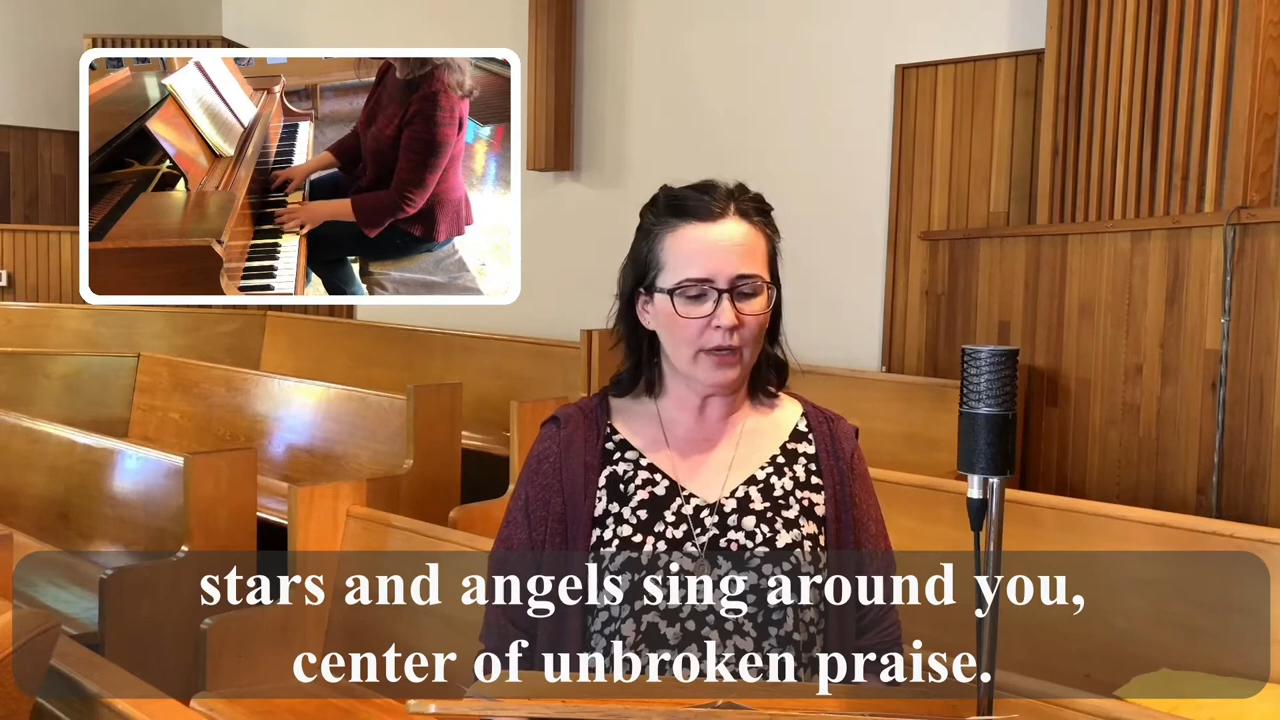 stars and angels sing around you,
center of unbroken praise.